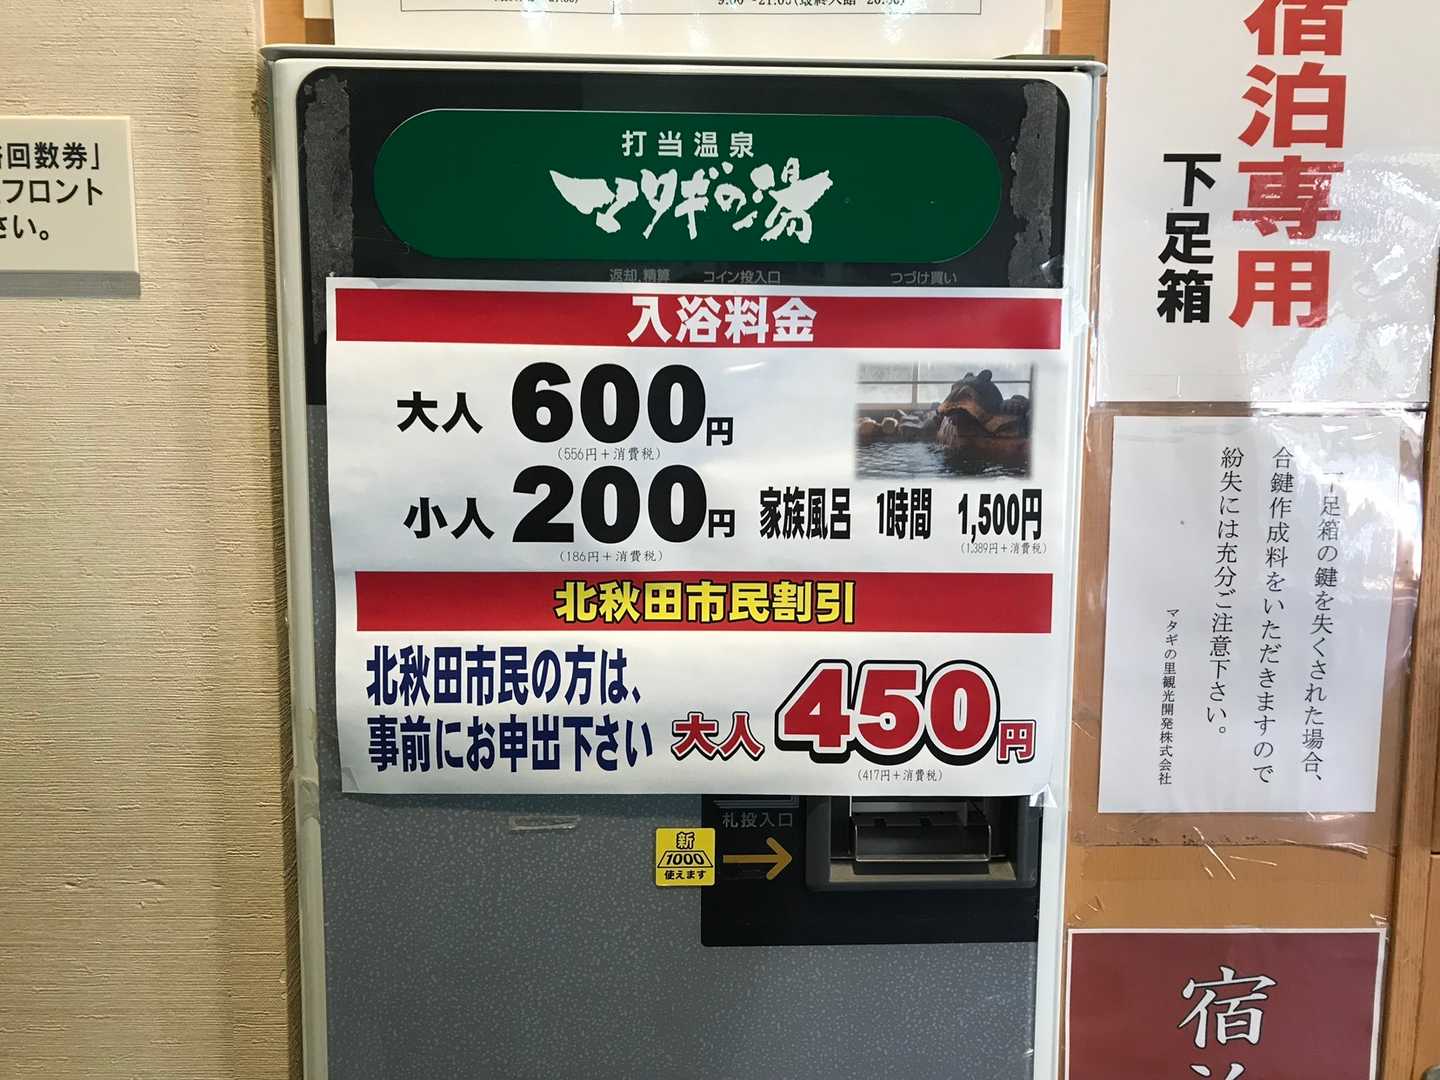 9:00~21:05(最終入館 20:30)
回数券」
フロント
さい。
打当温泉
マタギの湯
返却,精算 コイン投入口 つづけ買い
入浴料金
大人 600円
(556円+消費税)
小人 200円 家族風呂 1時間 1,500円
(186円+消費税) (1,389円+消費税)
北秋田市民割引
北秋田市民の方は、
事前にお申出下さい 大人 450円
(417円+消費税)
札投入口
新
1000
使えます
宿泊専用
下足箱
下足箱の鍵を失くされた場合、
合鍵作成料をいただきますので
紛失には充分ご注意下さい。
マタギの里観光開発株式会社
宿